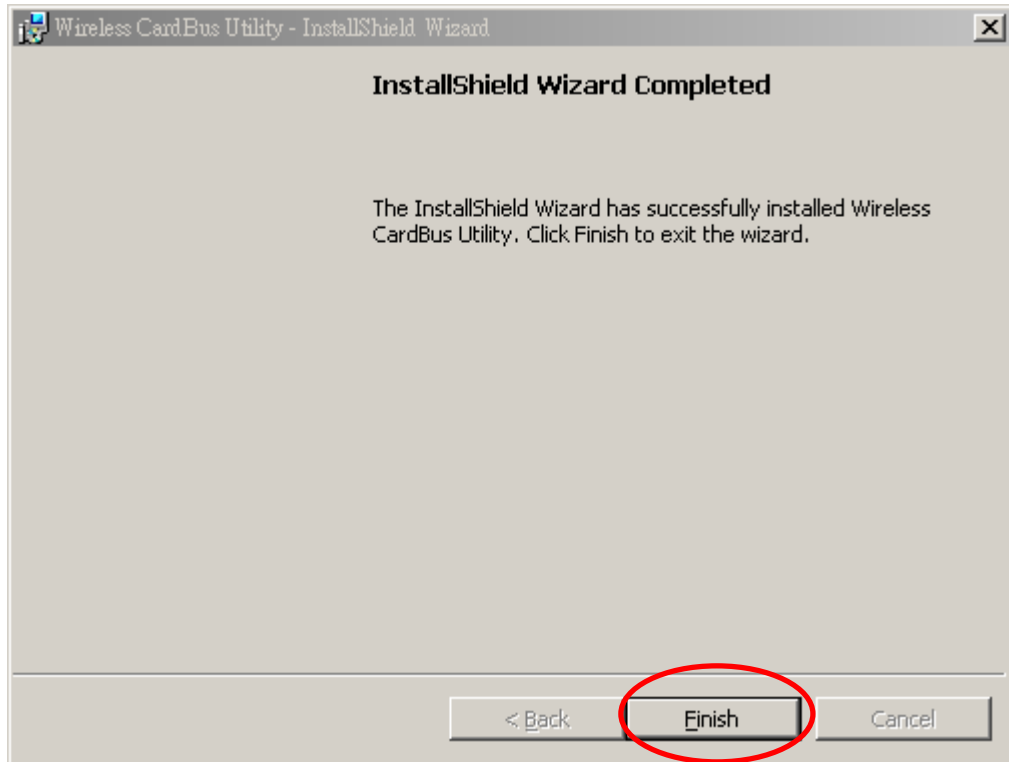 Wireless CardBus Utility - InstallShield Wizard
InstallShield Wizard Completed
The InstallShield Wizard has successfully installed Wireless
CardBus Utility. Click Finish to exit the wizard.
< Back
Finish
Cancel